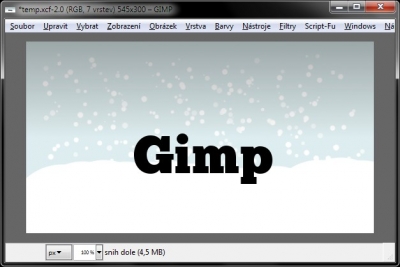 *temp.xcf-2.0 (RGB, 7 vrstev) 545x300 – GIMP
Soubor Upravit Vybrat Zobrazení Obrázek Vrstva Barvy Nástroje Filtry Script-Fu Windows Ná
Gimp
px 100 % snih dole (4,5 MB)